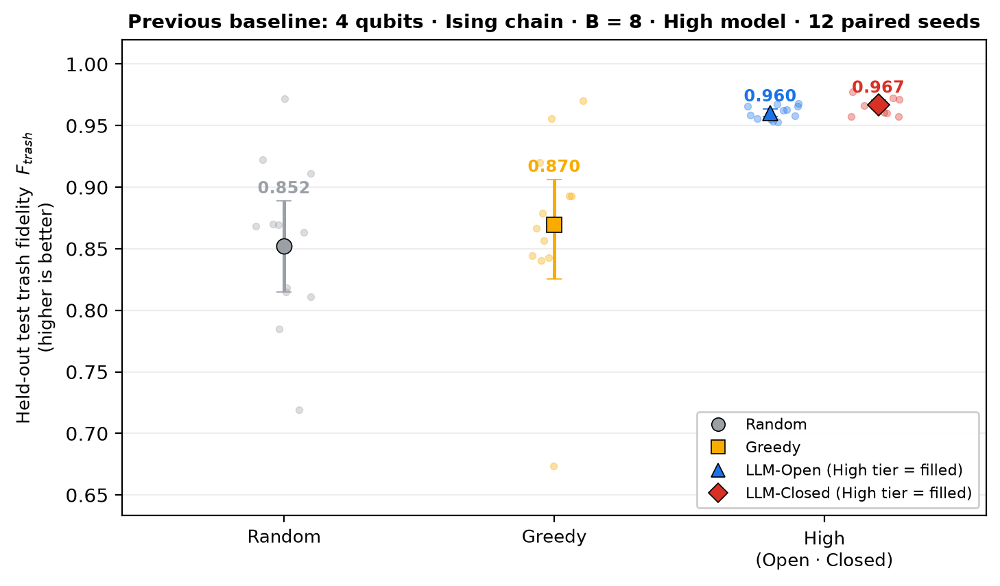 Previous baseline: 4 qubits · Ising chain · B = 8 · High model · 12 paired seeds
Held-out test trash fidelity F_trash
(higher is better)
1.00
0.95
0.90
0.85
0.80
0.75
0.70
0.65
0.852
0.870
0.960
0.967
Random
Greedy
LLM-Open (High tier = filled)
LLM-Closed (High tier = filled)
Random
Greedy
High
(Open · Closed)